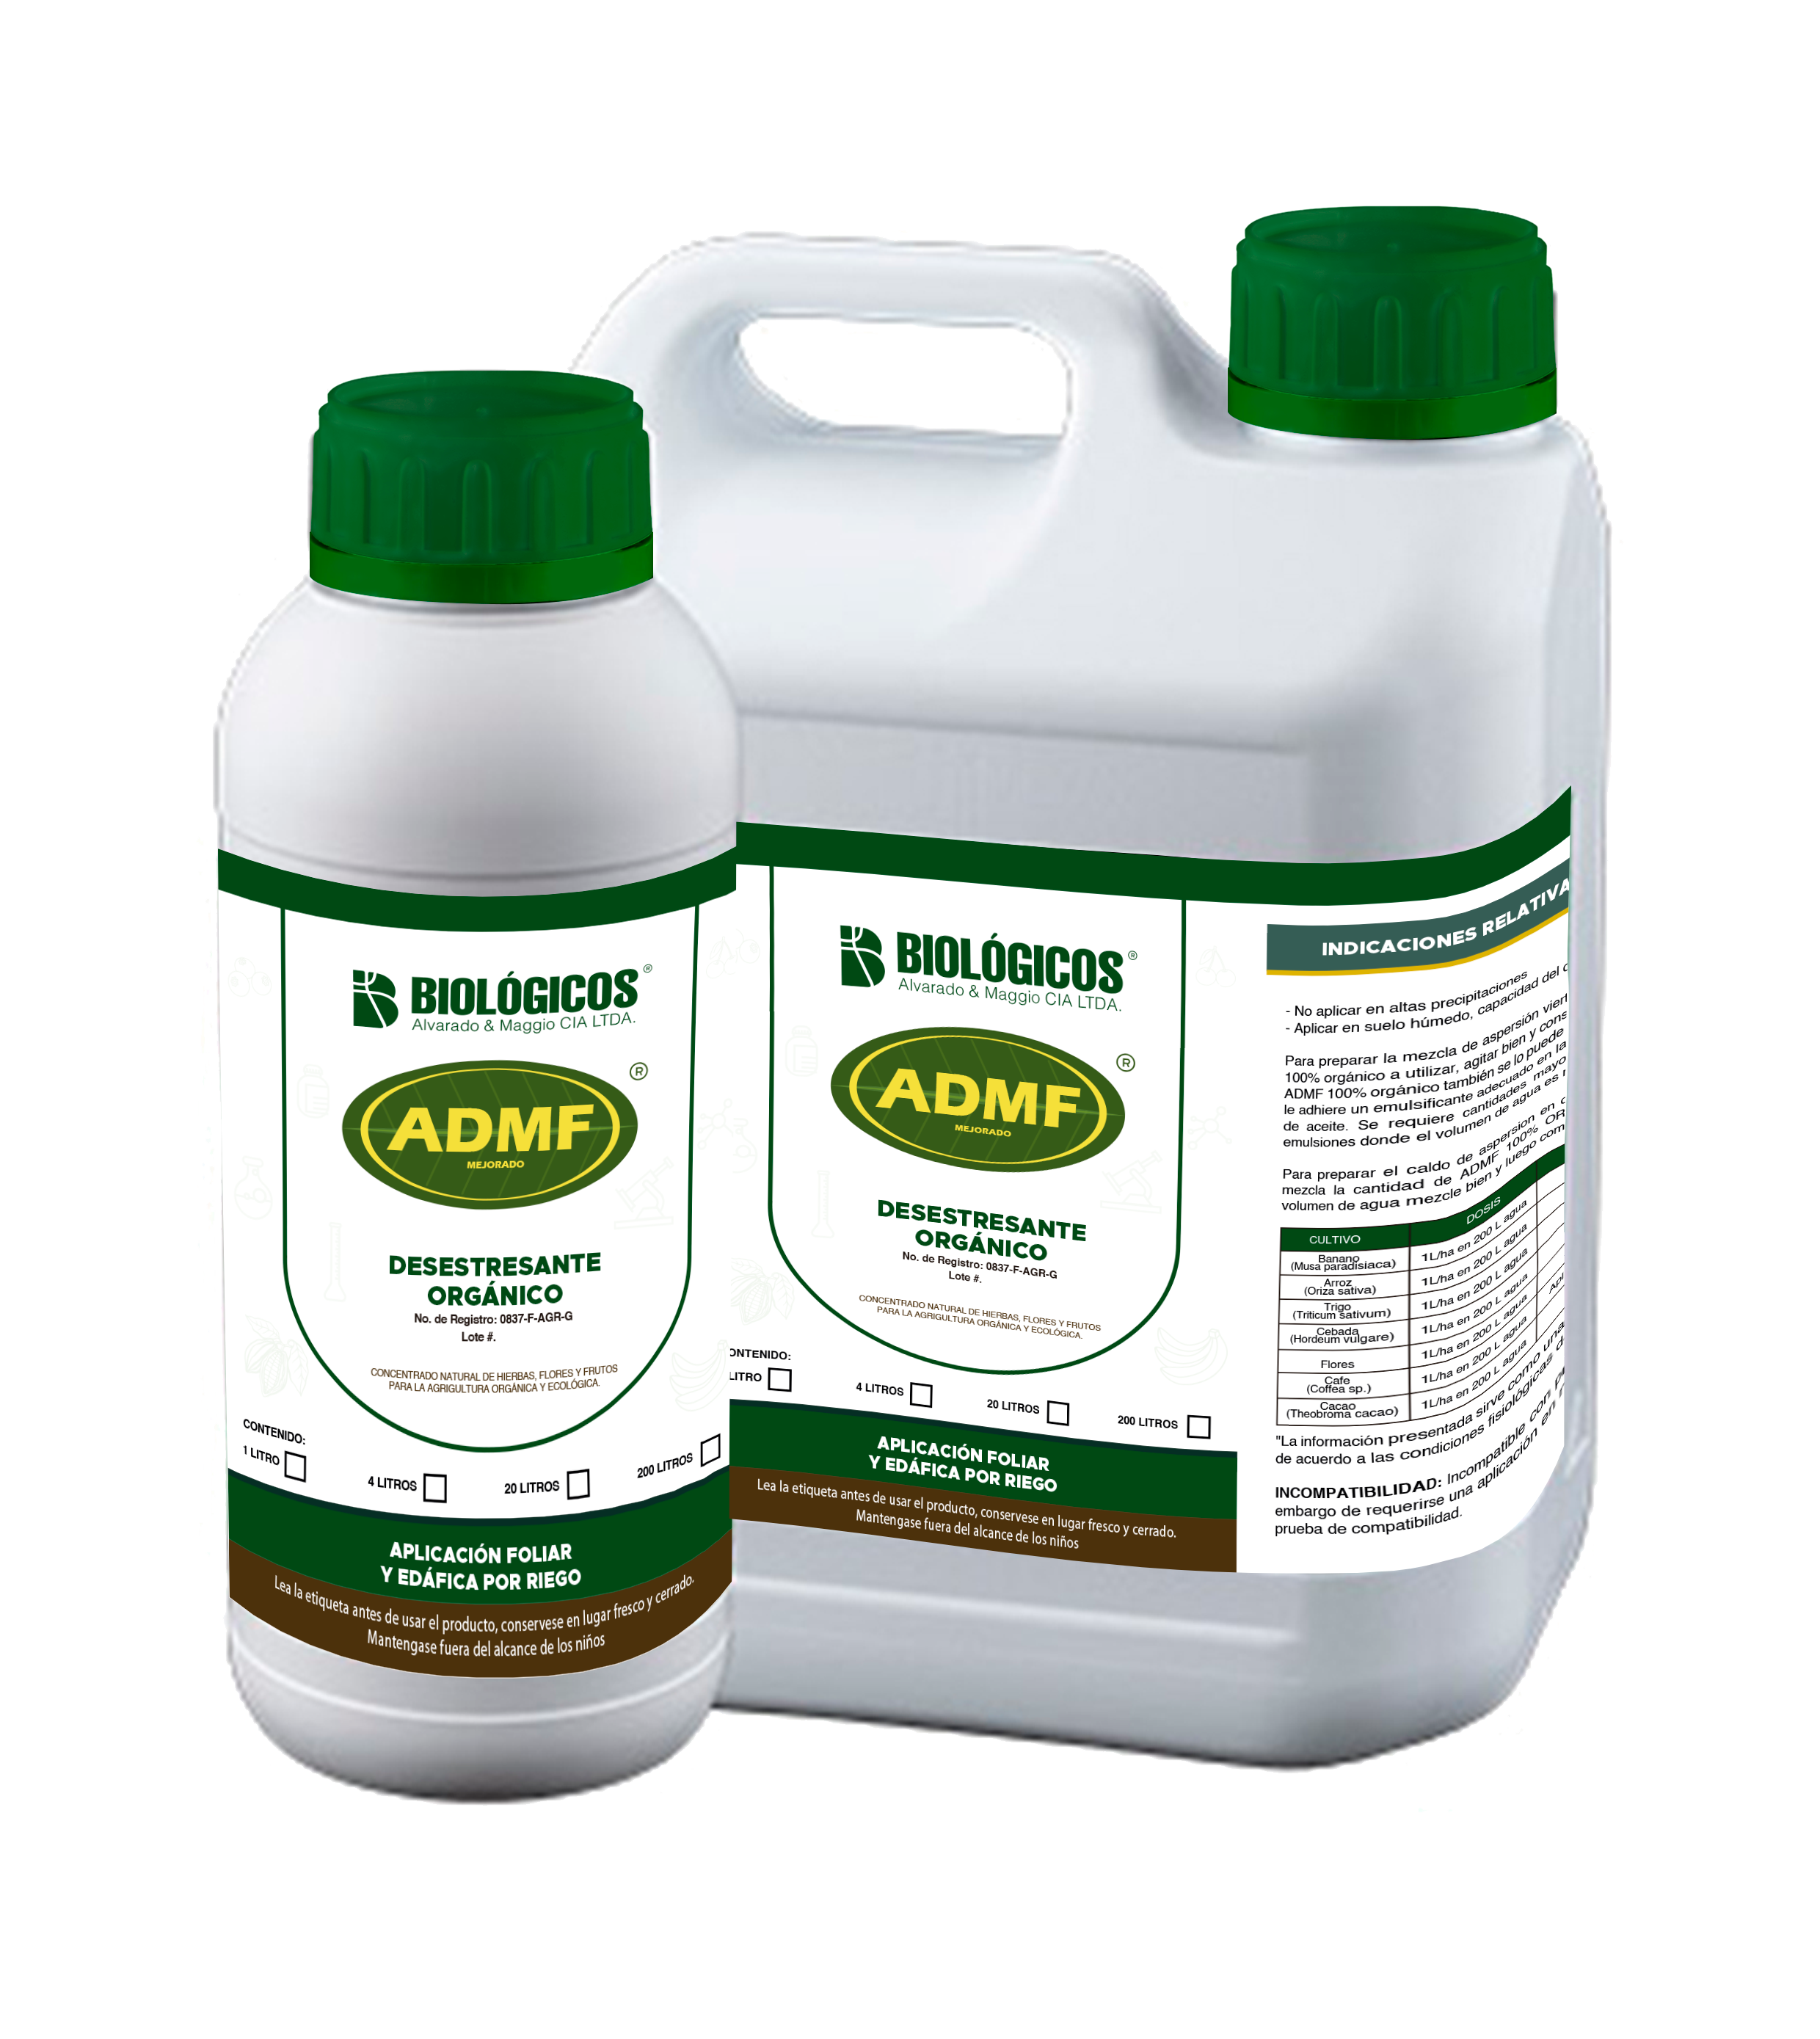 BIOLÓGICOS®
Alvarado & Maggio CIA LTDA.
ADMF ®
MEJORADO
DESESTRESANTE
ORGÁNICO
No. de Registro: 0837-F-AGR-G
Lote #.
CONCENTRADO NATURAL DE HIERBAS, FLORES Y FRUTOS
PARA LA AGRIGULTURA ORGÁNICA Y ECOLÓGICA.
CONTENIDO:
1 LITRO
4 LITROS
20 LITROS
200 LITROS
APLICACIÓN FOLIAR
Y EDÁFICA POR RIEGO
Lea la etiqueta antes de usar el producto, conservese en lugar fresco y cerrado.
Mantengase fuera del alcance de los niños
BIOLÓGICOS®
Alvarado & Maggio CIA LTDA.
ADMF ®
MEJORADO
DESESTRESANTE
ORGÁNICO
No. de Registro: 0837-F-AGR-G
Lote #.
CONCENTRADO NATURAL DE HIERBAS, FLORES Y FRUTOS
PARA LA AGRIGULTURA ORGÁNICA Y ECOLÓGICA.
ONTENIDO:
LITRO
4 LITROS
20 LITROS
200 LITROS
APLICACIÓN FOLIAR
Y EDÁFICA POR RIEGO
Lea la etiqueta antes de usar el producto, conservese en lugar fresco y cerrado.
Mantengase fuera del alcance de los niños
INDICACIONES RELATIVA
- No aplicar en altas precipitaciones
- Aplicar en suelo húmedo, capacidad del
Para preparar la mezcla de aspersión
100% orgánico a utilizar, agitar bien y
ADMF 100% orgánico también se lo puede
le adhiere un emulsificante adecuado en la
de aceite. Se requiere cantidades
emulsiones donde el volumen de agua es
Para preparar el caldo de aspersion en
mezcla la cantidad de ADMF 100%
volumen de agua mezcle bien y luego
CULTIVO DOSIS
Banano
(Musa paradisiaca) 1L/ha en 200 L agua
Arroz
(Oriza sativa) 1L/ha en 200 L agua
Trigo
(Triticum sativum) 1L/ha en 200 L agua
Cebada
(Hordeum vulgare) 1L/ha en 200 L agua
Flores 1L/ha en 200 L agua
Cafe
(Coffea sp.) 1L/ha en 200 L agua
Cacao
(Theobroma cacao) 1L/ha en 200 L agua
"La información presentada sirve como una
de acuerdo a las condiciones fisiológicas
INCOMPATIBILIDAD: Incompatible con
embargo de requerirse una aplicación en
prueba de compatibilidad.